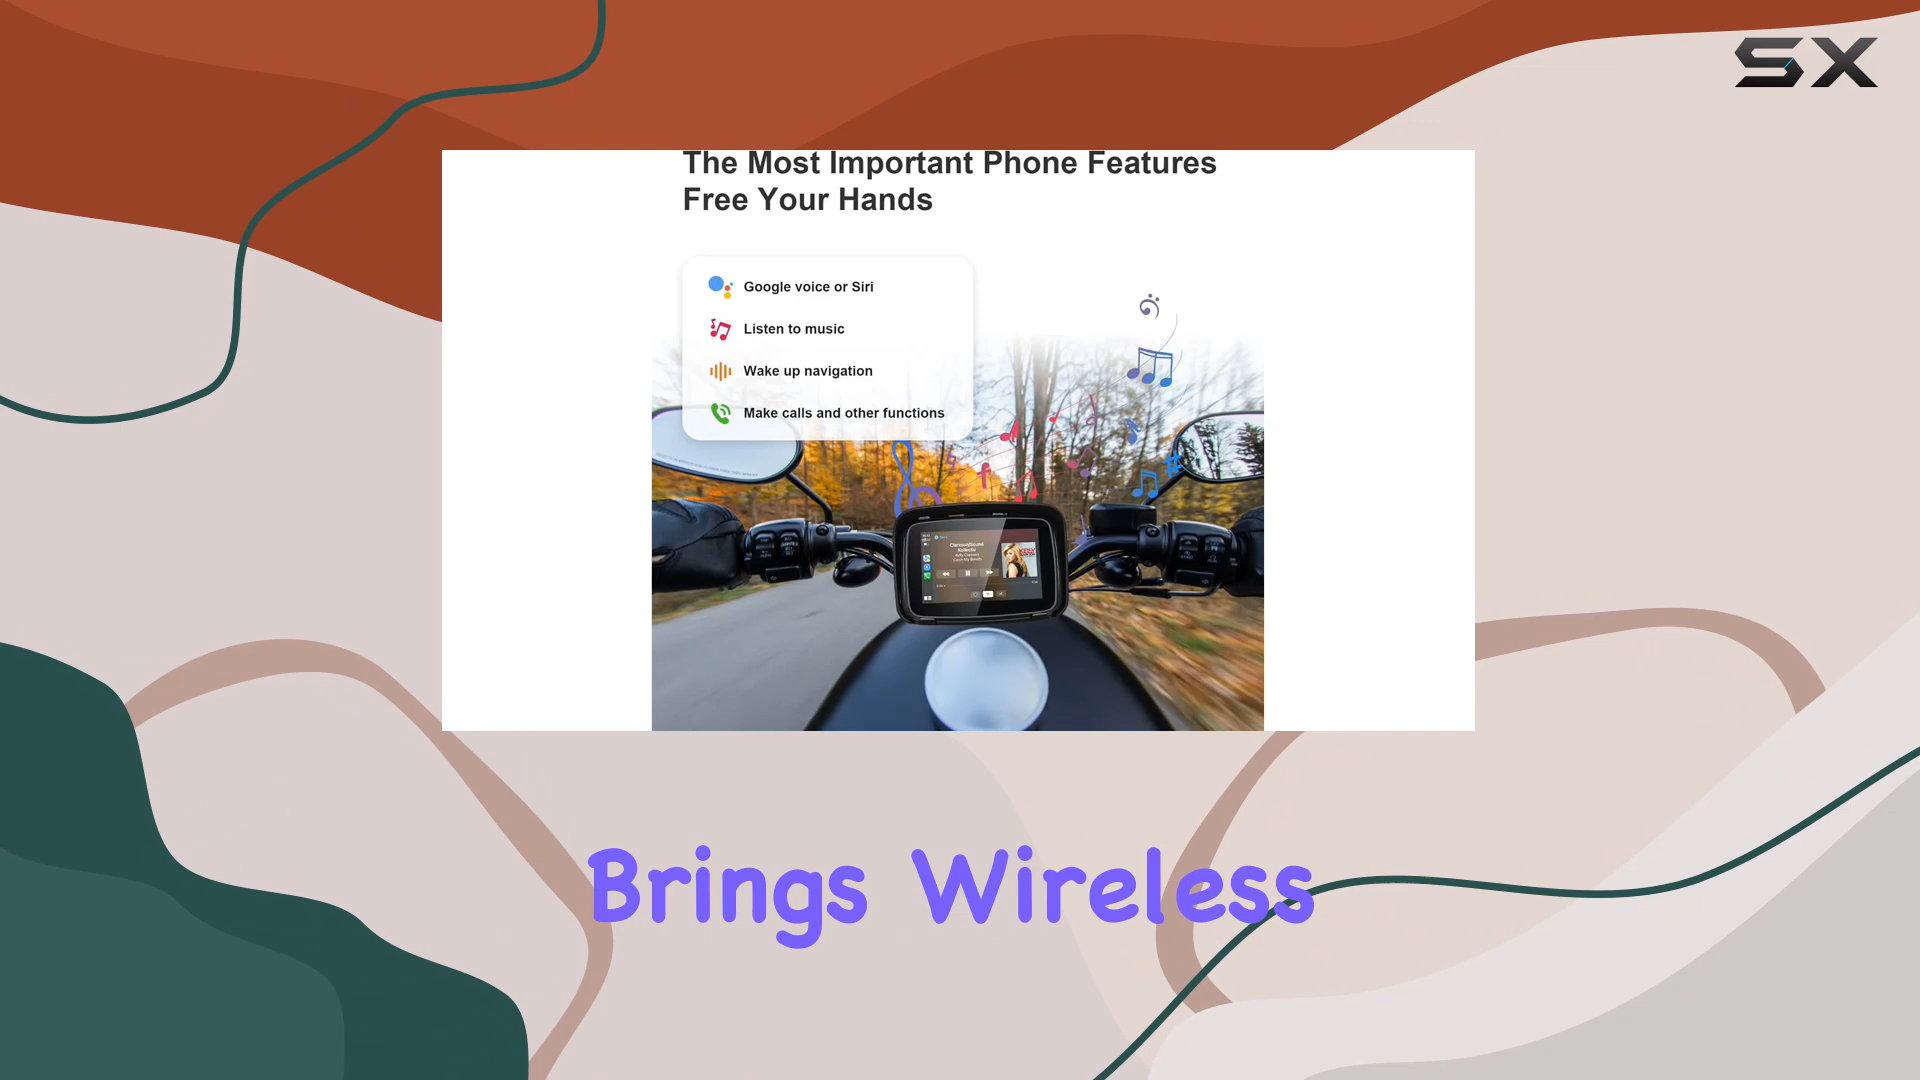 SX
The Most Important Phone Features
Free Your Hands
Google voice or Siri
Listen to music
Wake up navigation
Make calls and other functions
Brings Wireless